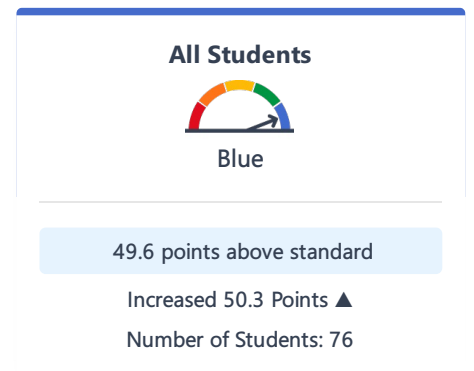 All Students
Blue
49.6 points above standard
Increased 50.3 Points ▲
Number of Students: 76